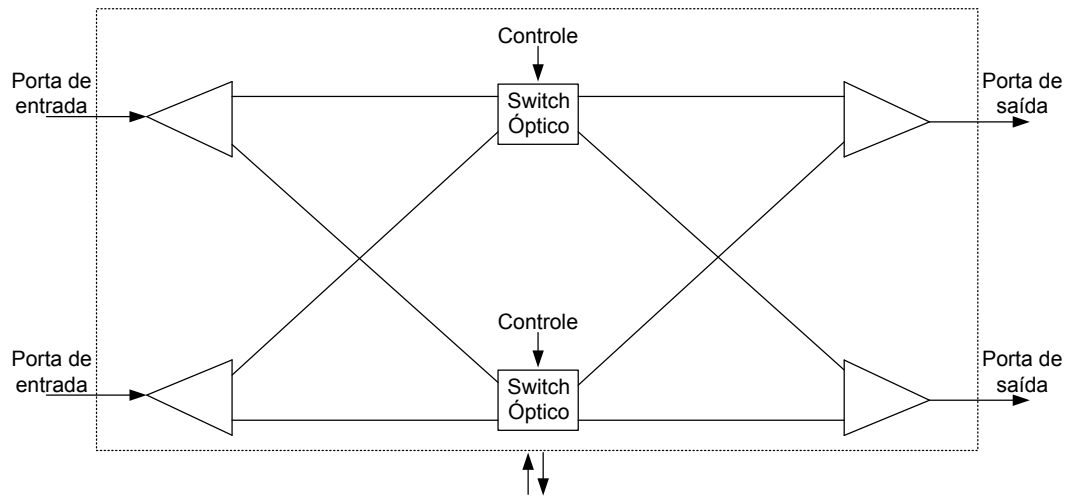 Controle
Porta de
entrada
Switch
Óptico
Porta de
saída
Controle
Porta de
entrada
Switch
Óptico
Porta de
saída